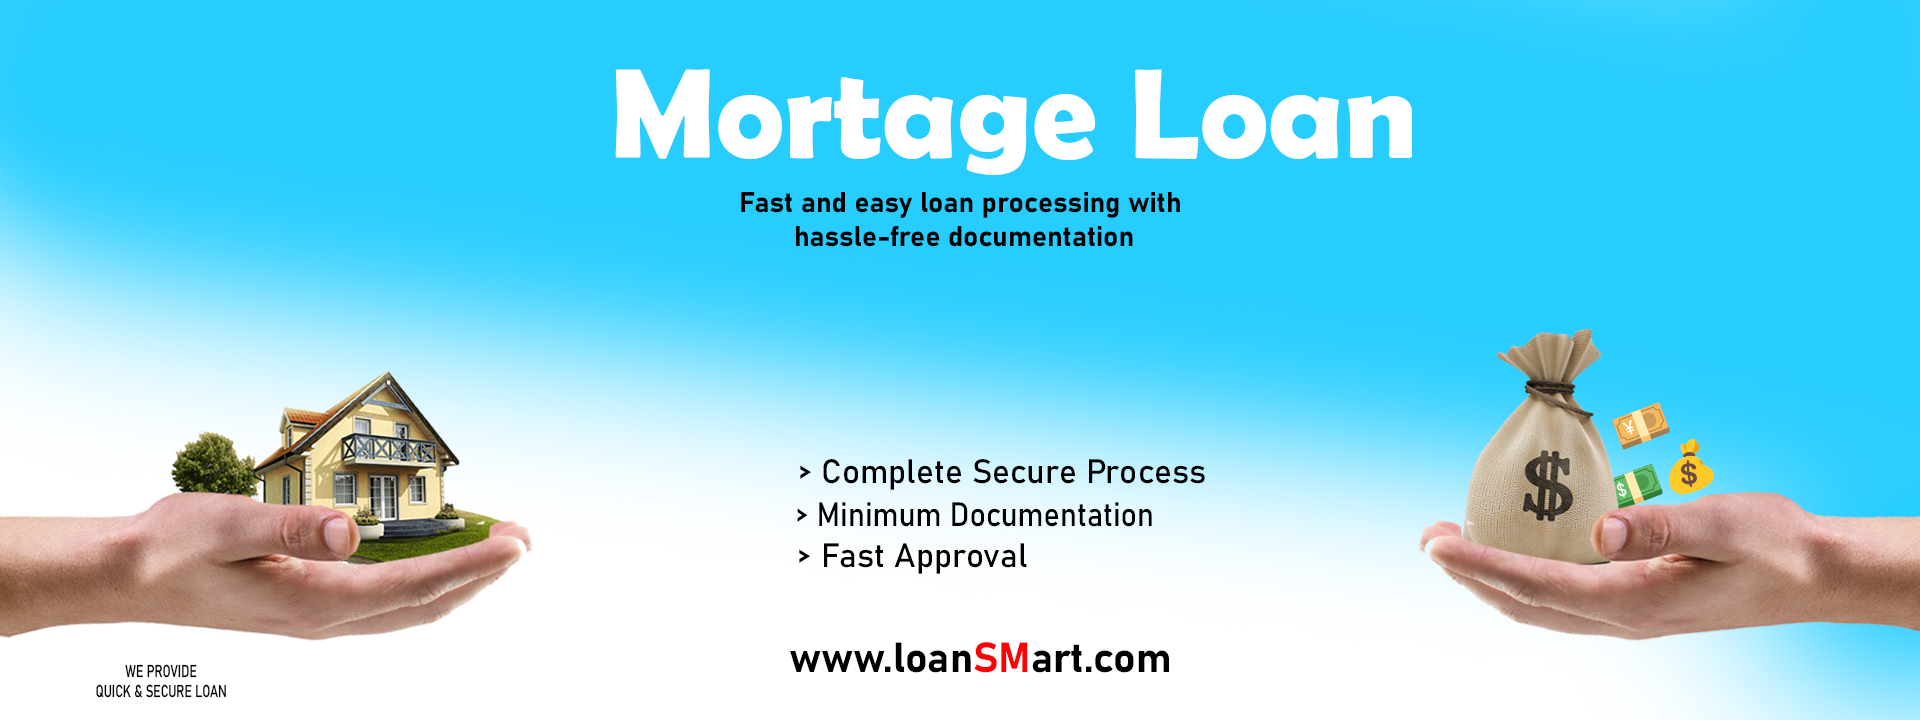 Mortage Loan
Fast and easy loan processing with
hassle-free documentation
> Complete Secure Process
> Minimum Documentation
> Fast Approval
www.loanSMart.com
WE PROVIDE
QUICK & SECURE LOAN
$
¥
$
$